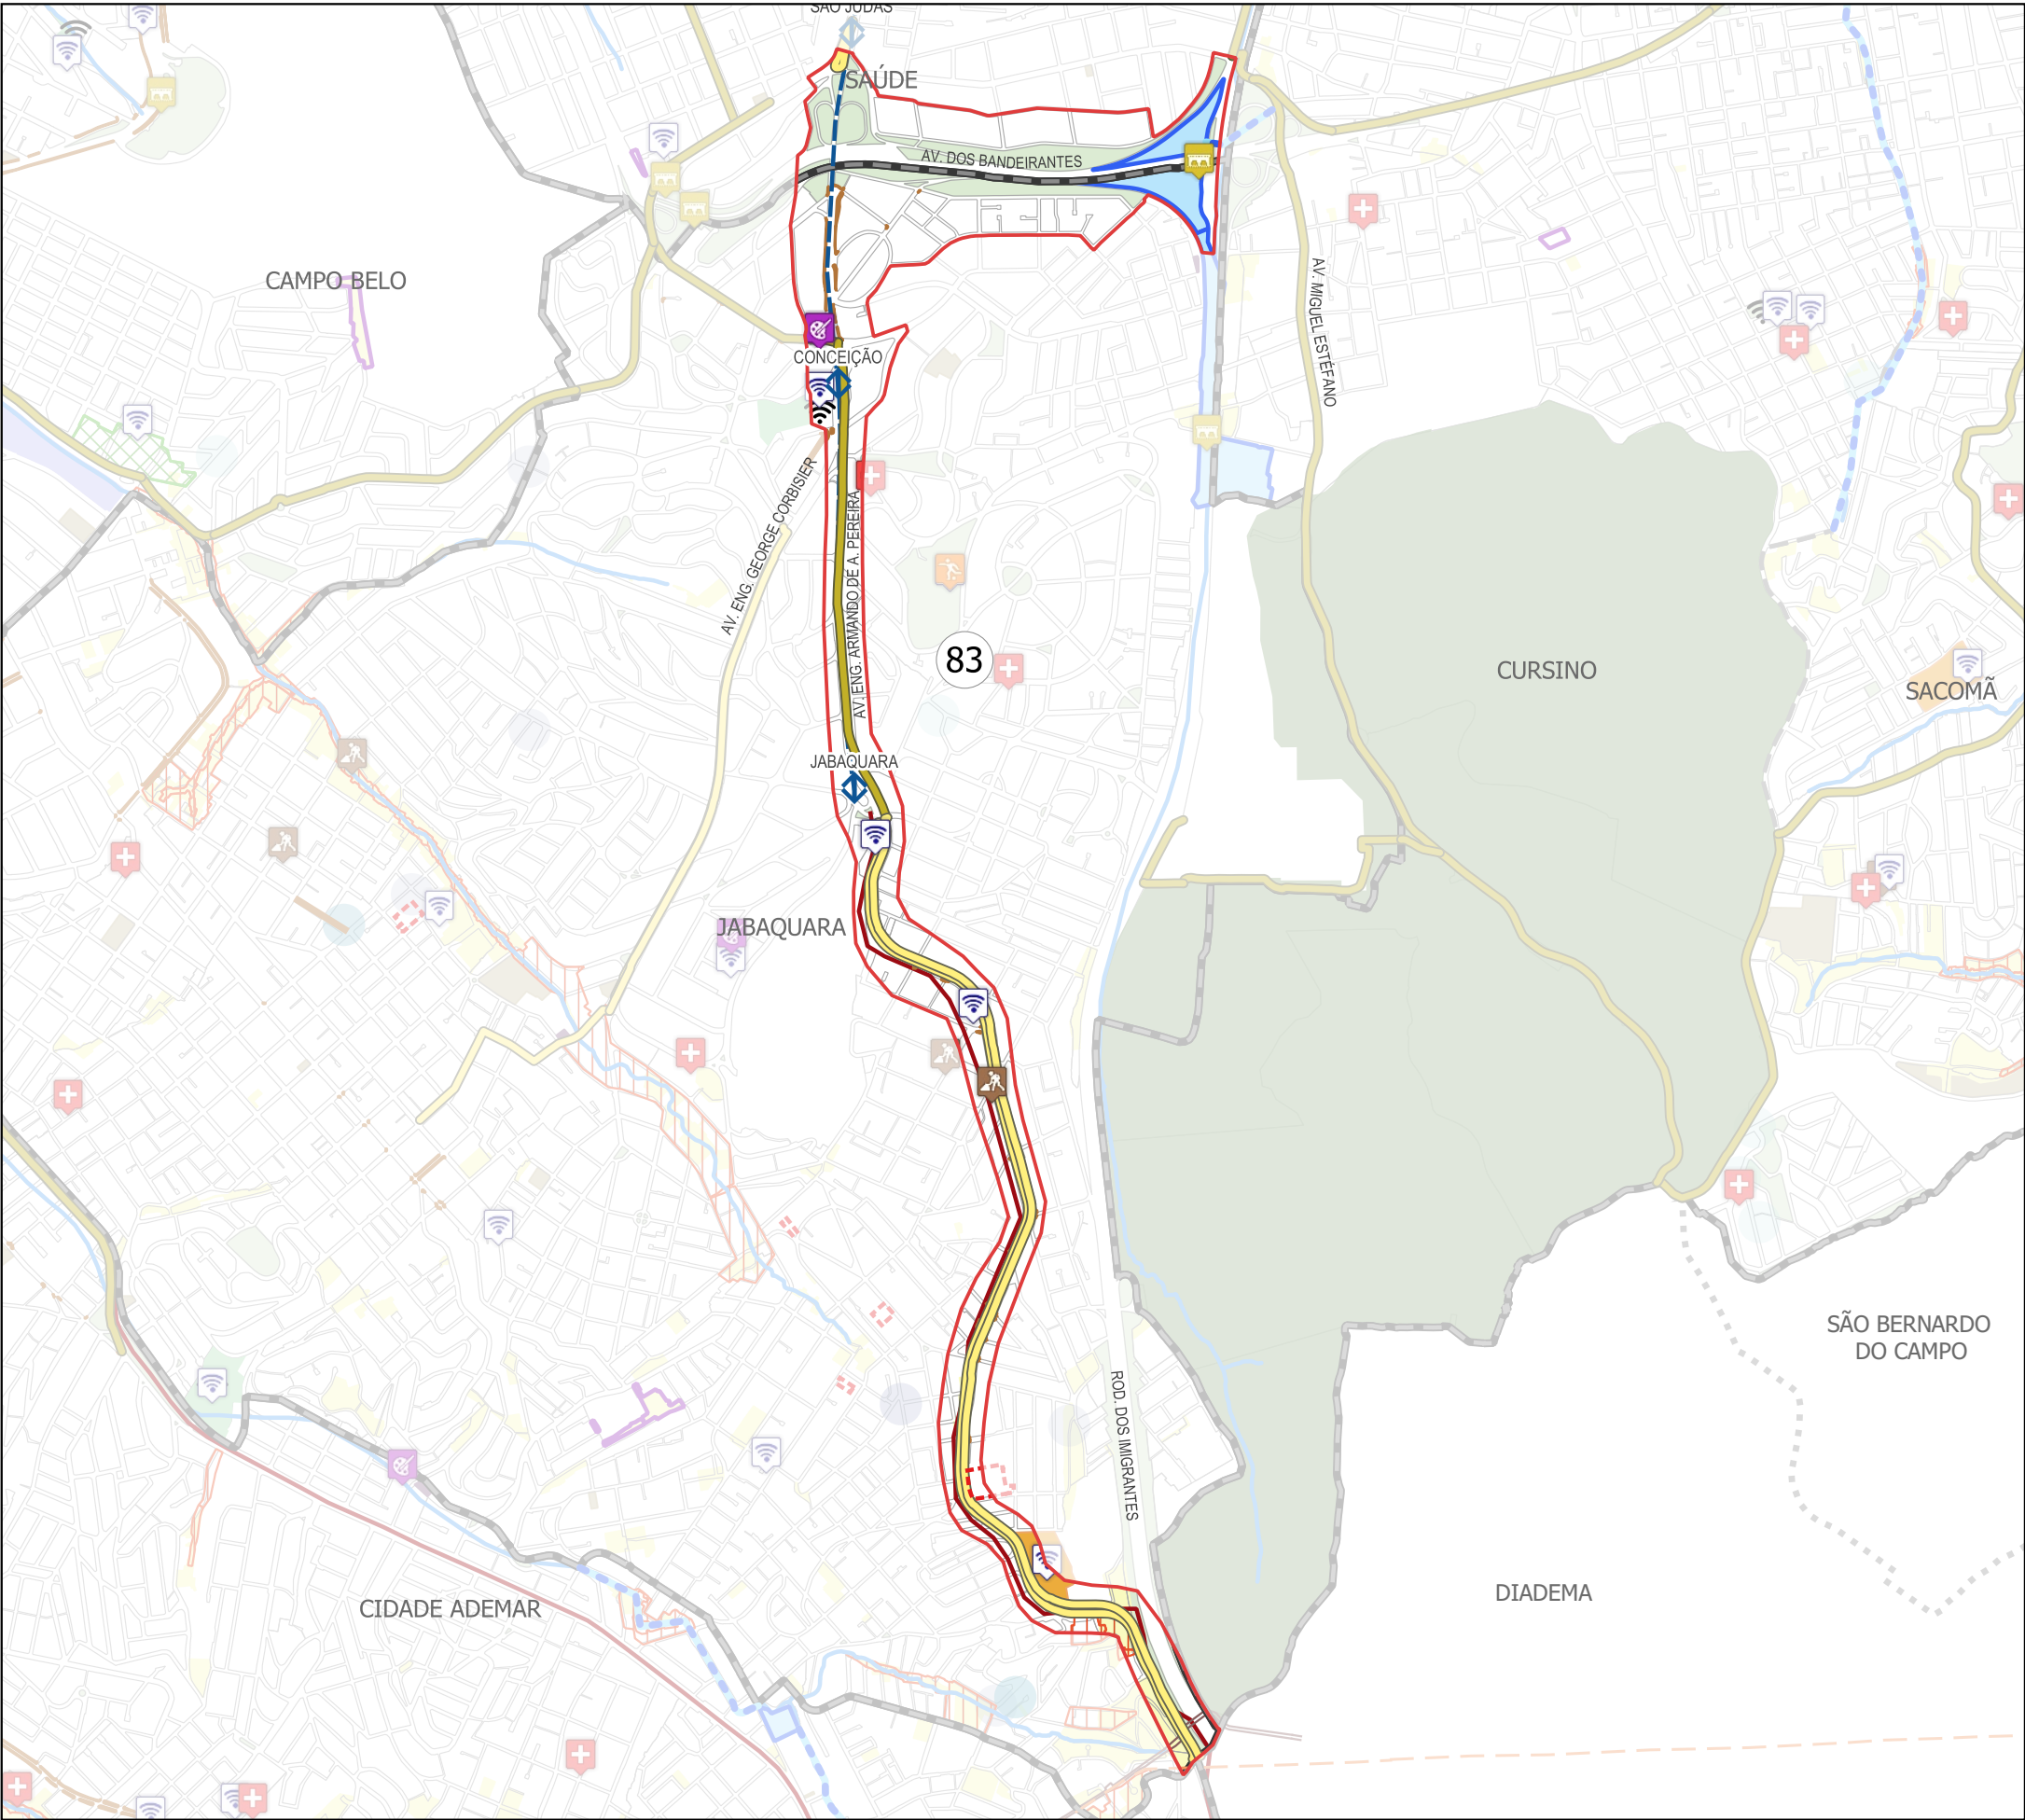 SÃO JUDAS
SAÚDE
AV. DOS BANDEIRANTES
CAMPO BELO
AV. MIGUEL ESTÉFANO
CONCEIÇÃO
AV. ENG. GEORGE CORBISIER
AV. ENG. ARMANDO DE A. PEREIRA
83
CURSINO
SACOMÃ
JABAQUARA
JABAQUARA
SÃO BERNARDO
DO CAMPO
ROD. DOS IMIGRANTES
DIADEMA
CIDADE ADEMAR